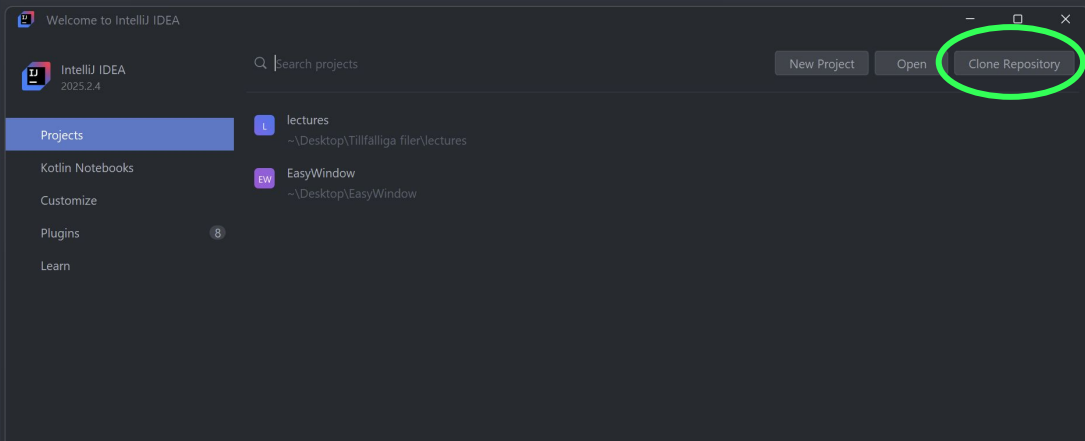 Welcome to IntelliJ IDEA
IntelliJ IDEA
2025.2.4
Search projects
New Project
Open
Clone Repository
Projects
Kotlin Notebooks
Customize
Plugins
8
Learn
L
lectures
~\Desktop\Tillfälliga filer\lectures
EW
EasyWindow
~\Desktop\EasyWindow